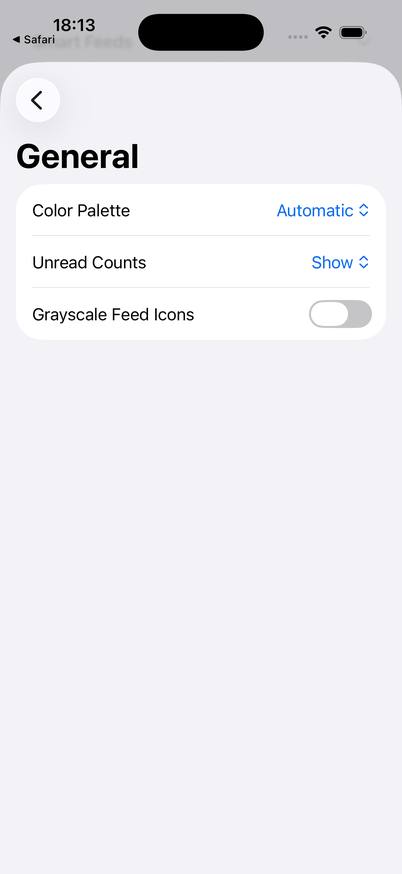 18:13
◀ Safari
General
Color Palette Automatic
Unread Counts Show
Grayscale Feed Icons